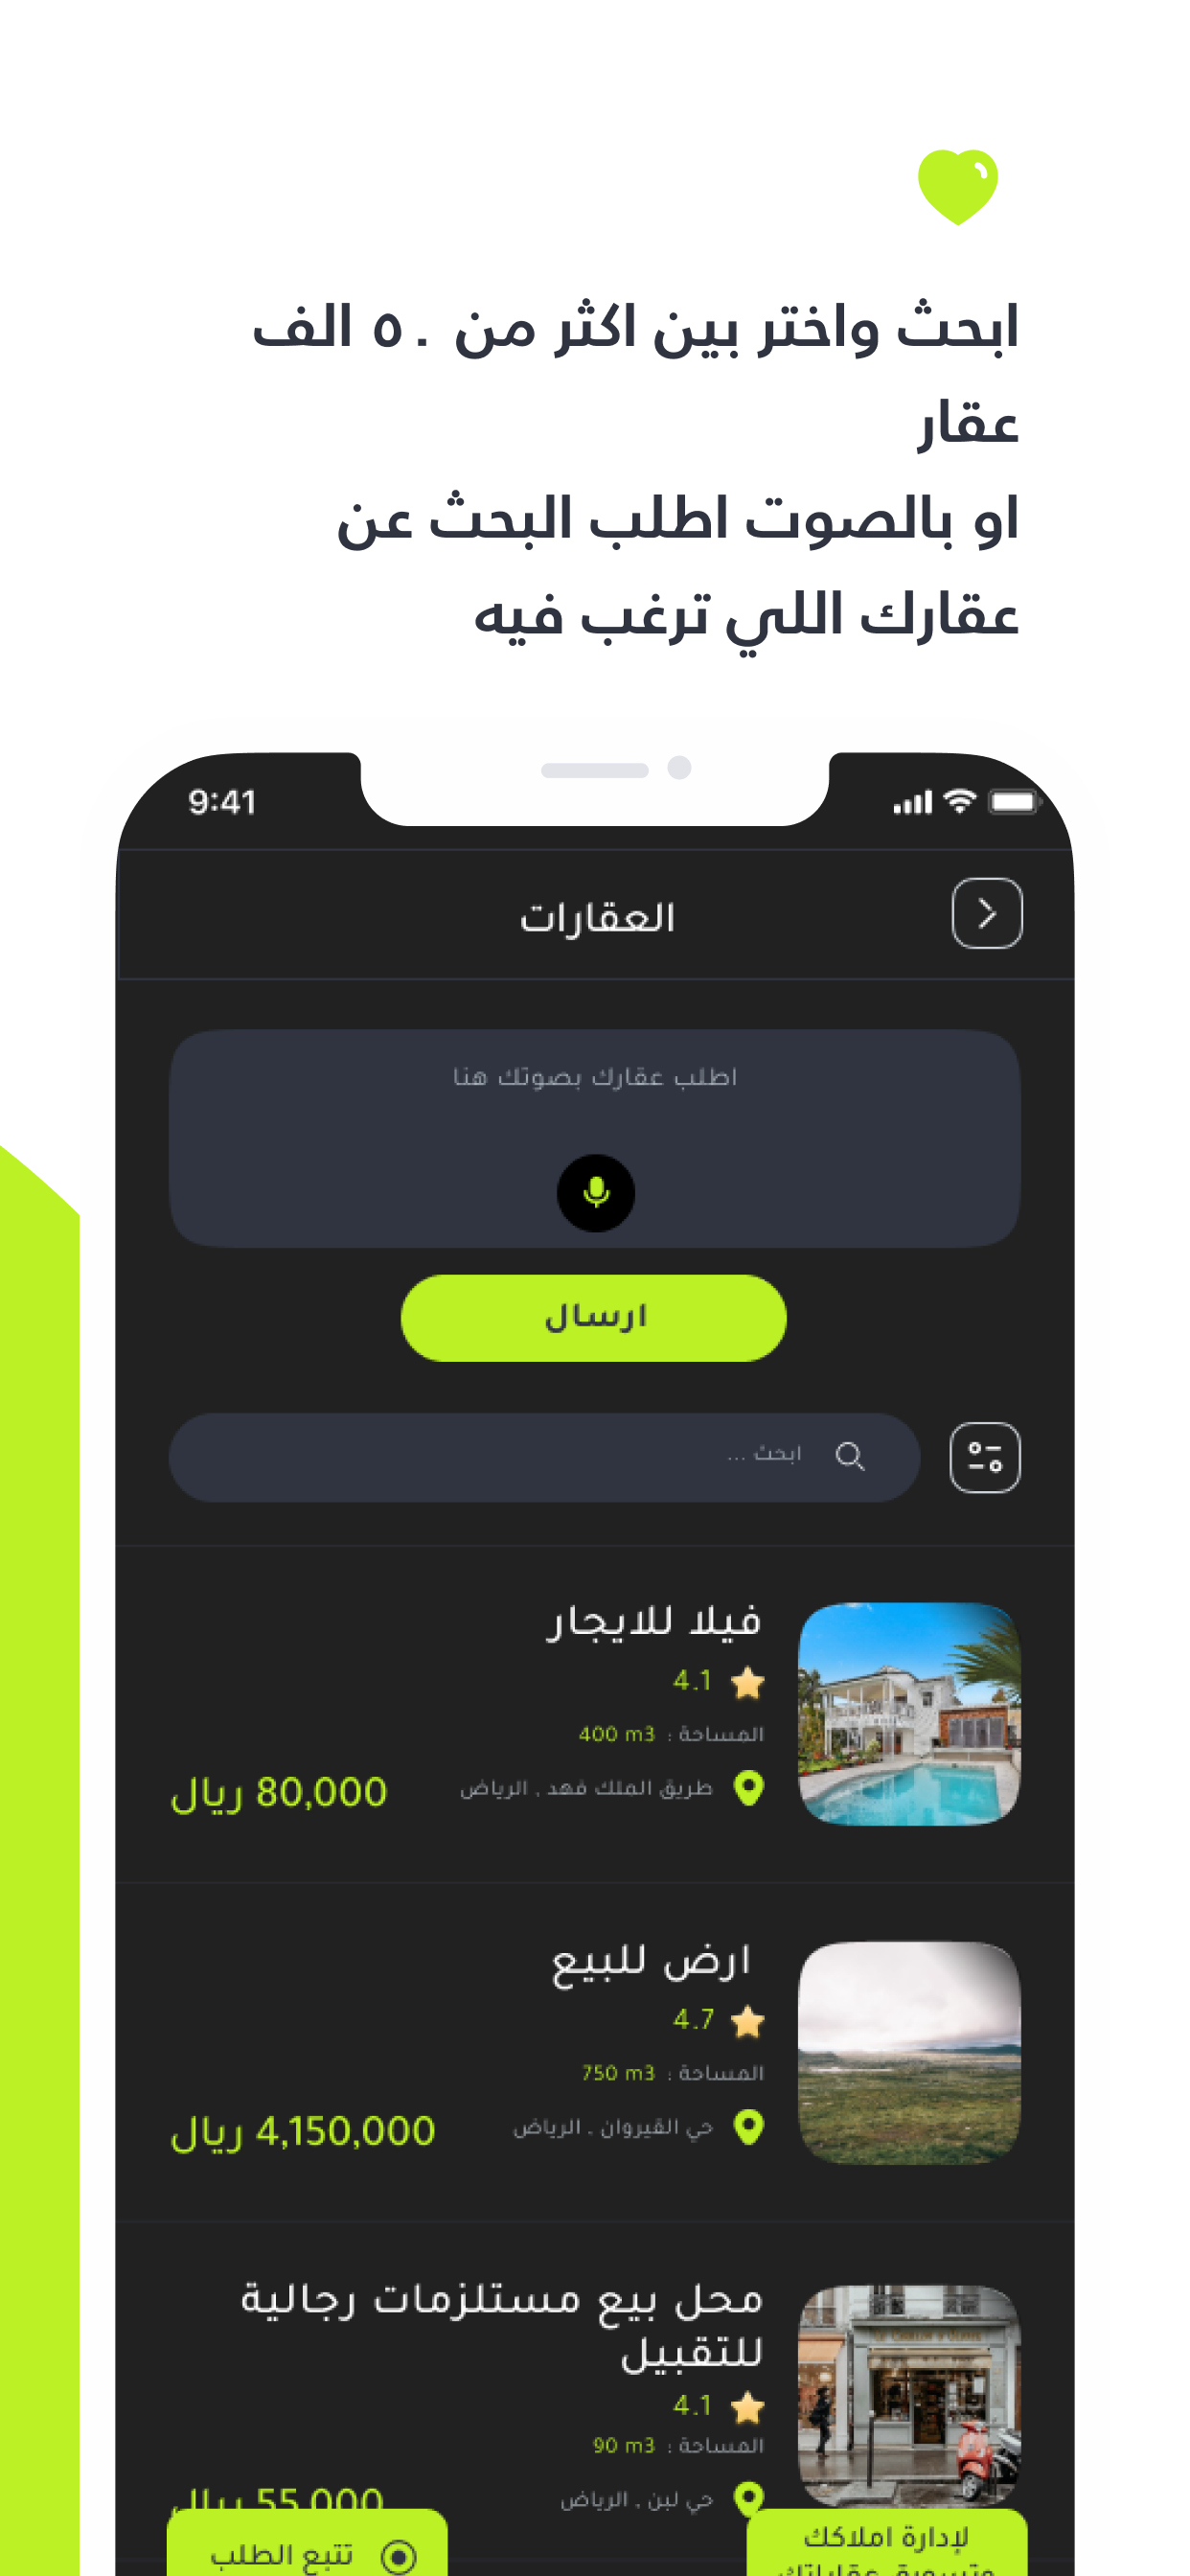 ابحث واختر بين اكثر من ٥٠ الف
عقار
او بالصوت اطلب البحث عن
عقارك اللي ترغب فيه
9:41
العقارات
اطلب عقارك بصوتك هنا
ارسال
ابحث ...
فيلا للايجار
4.1
المساحة : 400 m3
طريق الملك فهد , الرياض
80,000 ريال
ارض للبيع
4.7
المساحة : 750 m3
حي القيروان , الرياض
4,150,000 ريال
محل بيع مستلزمات رجالية
للتقبيل
4.1
المساحة : 90 m3
حي لبن , الرياض
55,000 ريال
لإدارة املاكك
وتسويق عقاراتك
تتبع الطلب